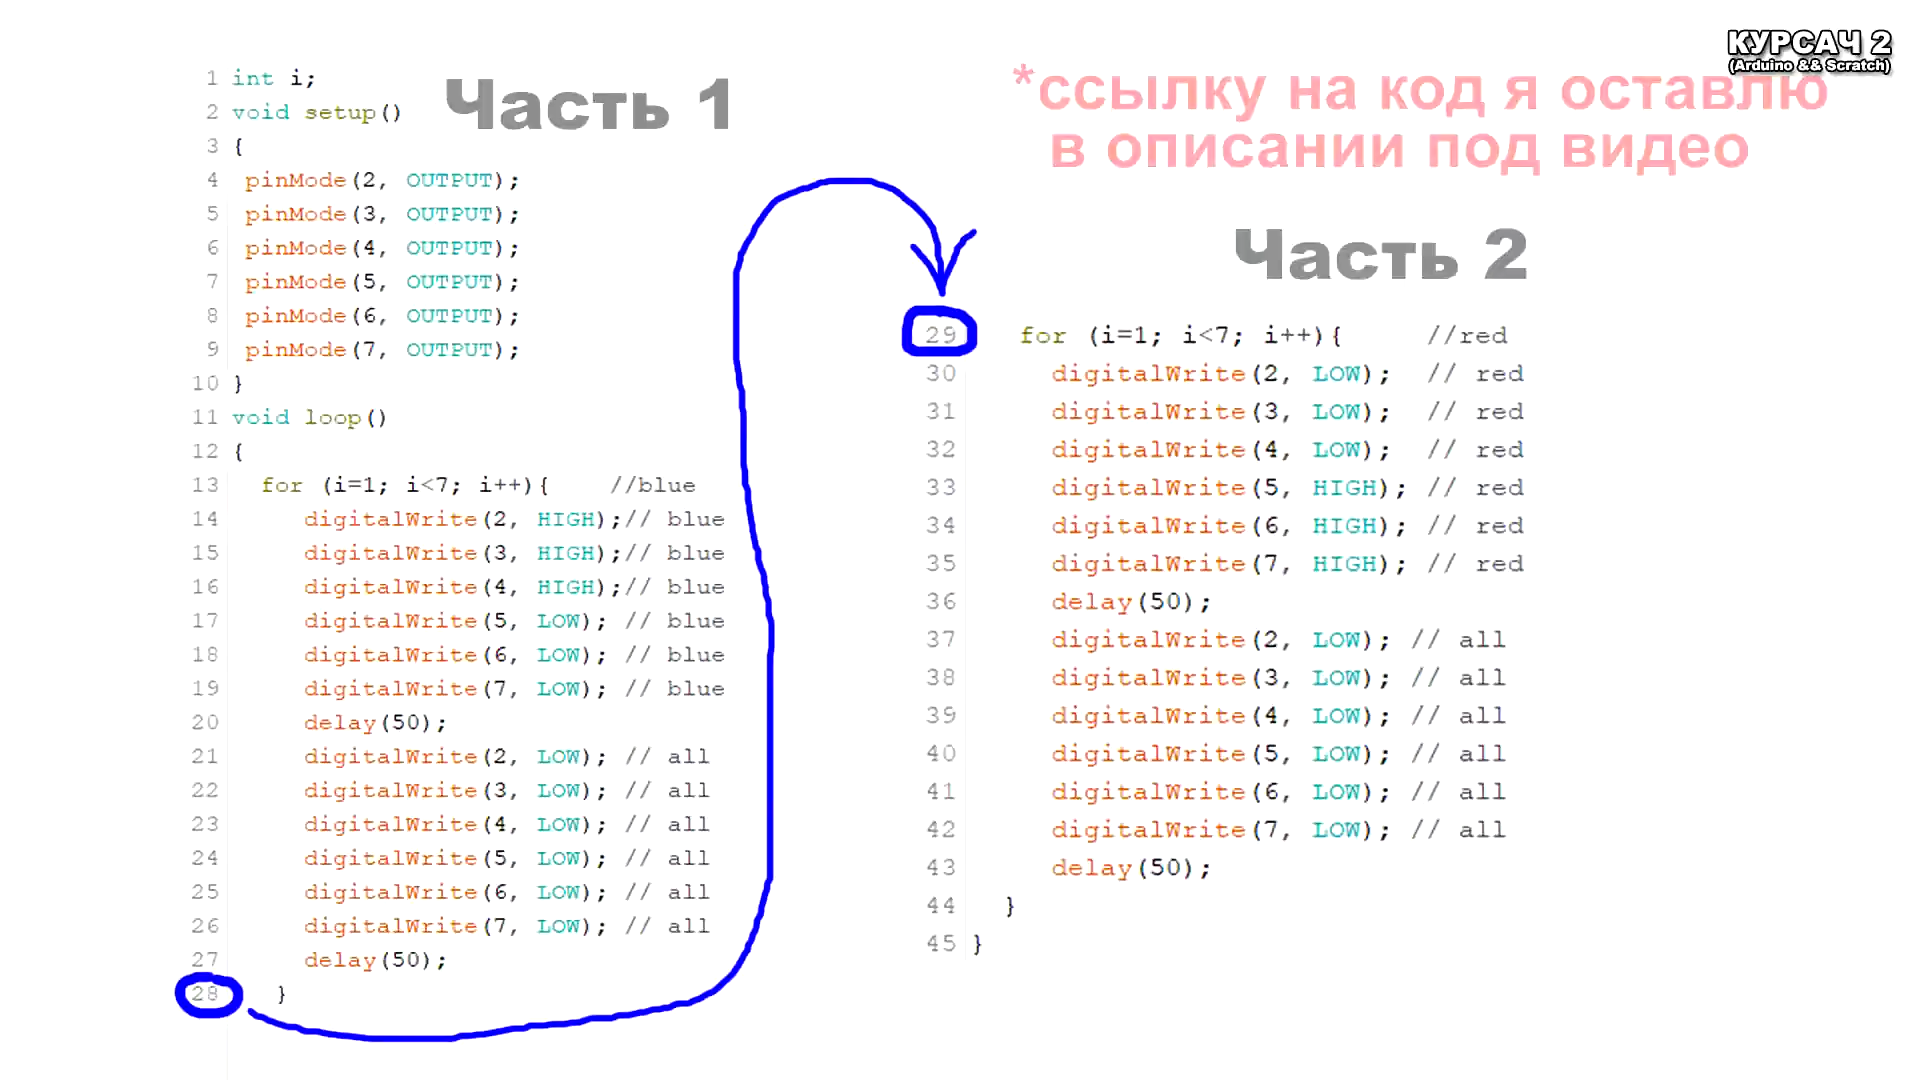 КУРСАЧ 2
(Arduino && Scratch)
*ссылку на код я оставлю
в описании под видео
Часть 1
1 int i;
2 void setup()
3 {
4 pinMode(2, OUTPUT);
5 pinMode(3, OUTPUT);
6 pinMode(4, OUTPUT);
7 pinMode(5, OUTPUT);
8 pinMode(6, OUTPUT);
9 pinMode(7, OUTPUT);
10 }
11 void loop()
12 {
13 for (i=1; i<7; i++){ //blue
14 digitalWrite(2, HIGH);// blue
15 digitalWrite(3, HIGH);// blue
16 digitalWrite(4, HIGH);// blue
17 digitalWrite(5, LOW); // blue
18 digitalWrite(6, LOW); // blue
19 digitalWrite(7, LOW); // blue
20 delay(50);
21 digitalWrite(2, LOW); // all
22 digitalWrite(3, LOW); // all
23 digitalWrite(4, LOW); // all
24 digitalWrite(5, LOW); // all
25 digitalWrite(6, LOW); // all
26 digitalWrite(7, LOW); // all
27 delay(50);
28 }
Часть 2
29 for (i=1; i<7; i++){ //red
30 digitalWrite(2, LOW); // red
31 digitalWrite(3, LOW); // red
32 digitalWrite(4, LOW); // red
33 digitalWrite(5, HIGH); // red
34 digitalWrite(6, HIGH); // red
35 digitalWrite(7, HIGH); // red
36 delay(50);
37 digitalWrite(2, LOW); // all
38 digitalWrite(3, LOW); // all
39 digitalWrite(4, LOW); // all
40 digitalWrite(5, LOW); // all
41 digitalWrite(6, LOW); // all
42 digitalWrite(7, LOW); // all
43 delay(50);
44 }
45 }